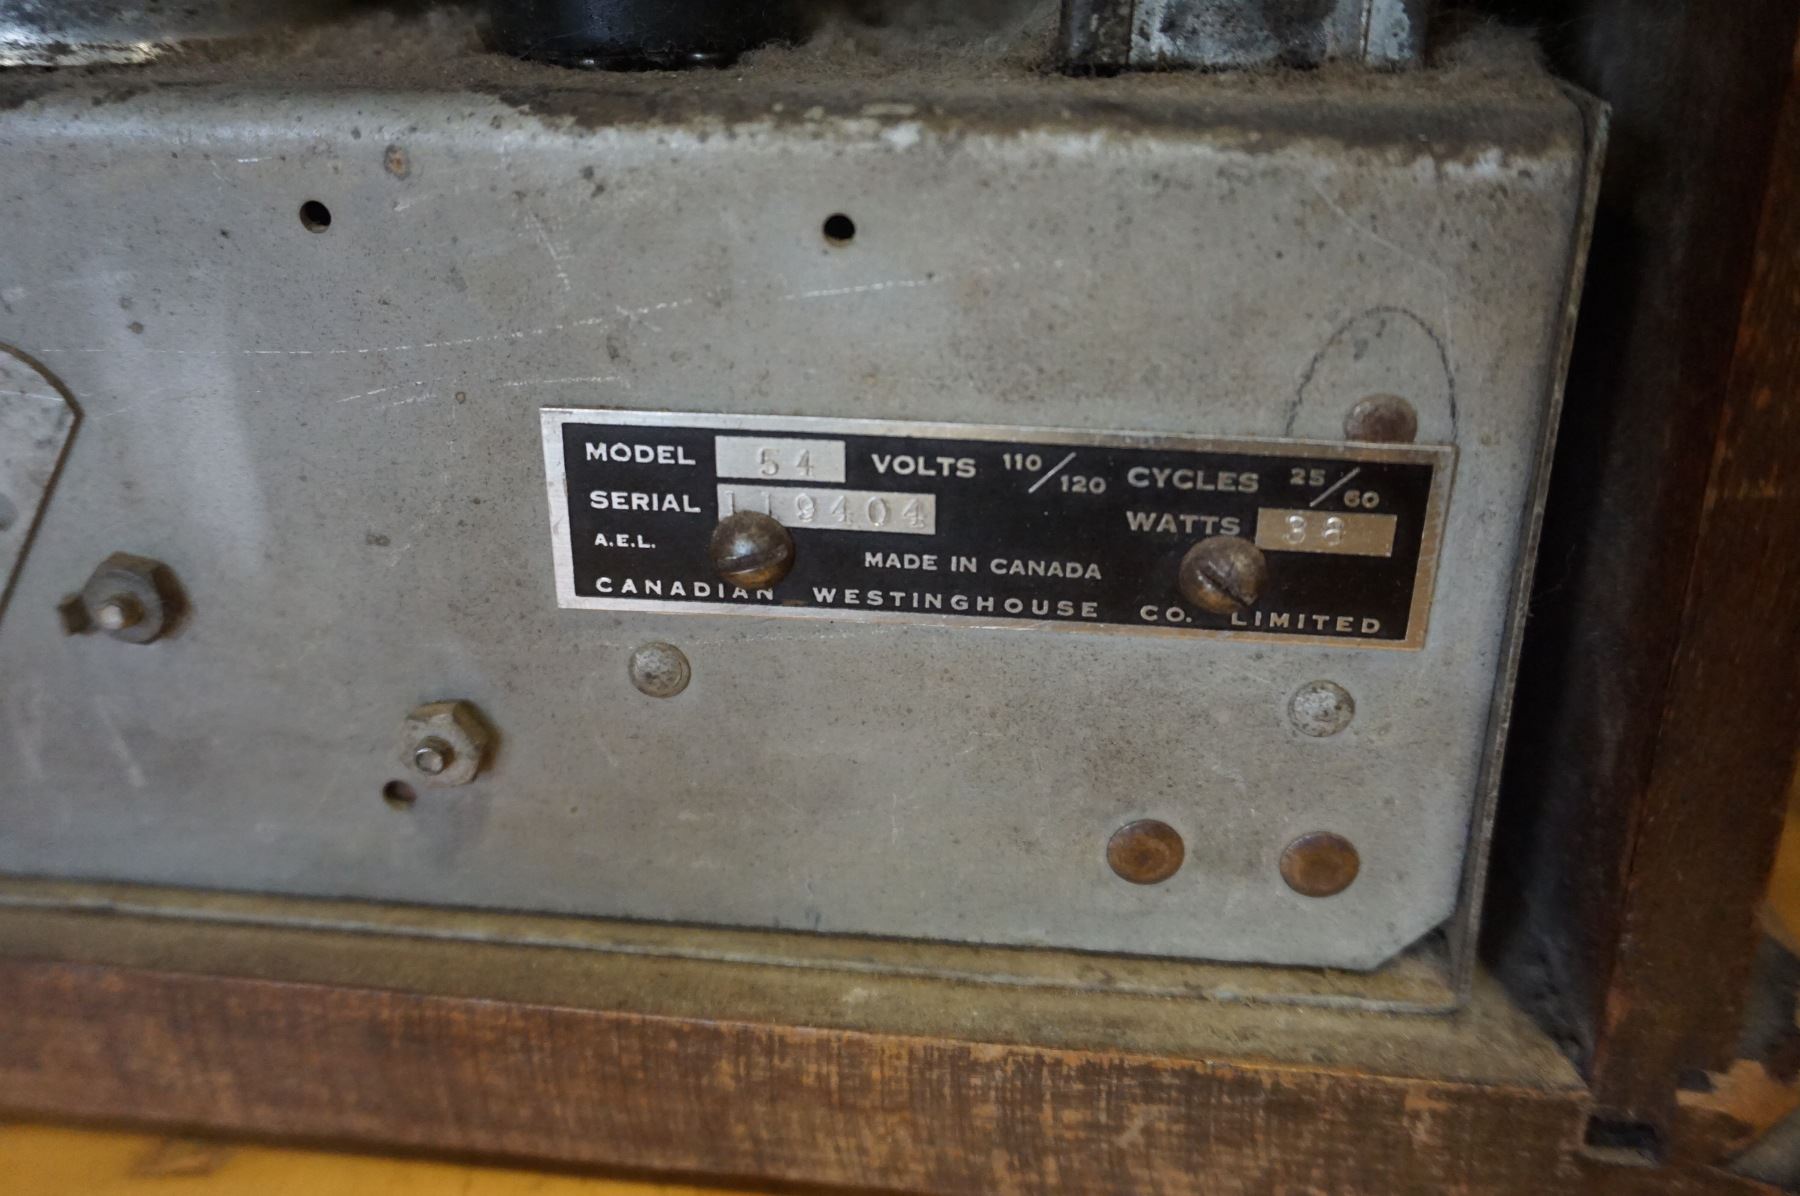 MODEL 54 VOLTS 110/120 CYCLES 25/60
SERIAL 119404 WATTS 38
A.E.L. MADE IN CANADA
CANADIAN WESTINGHOUSE CO. LIMITED